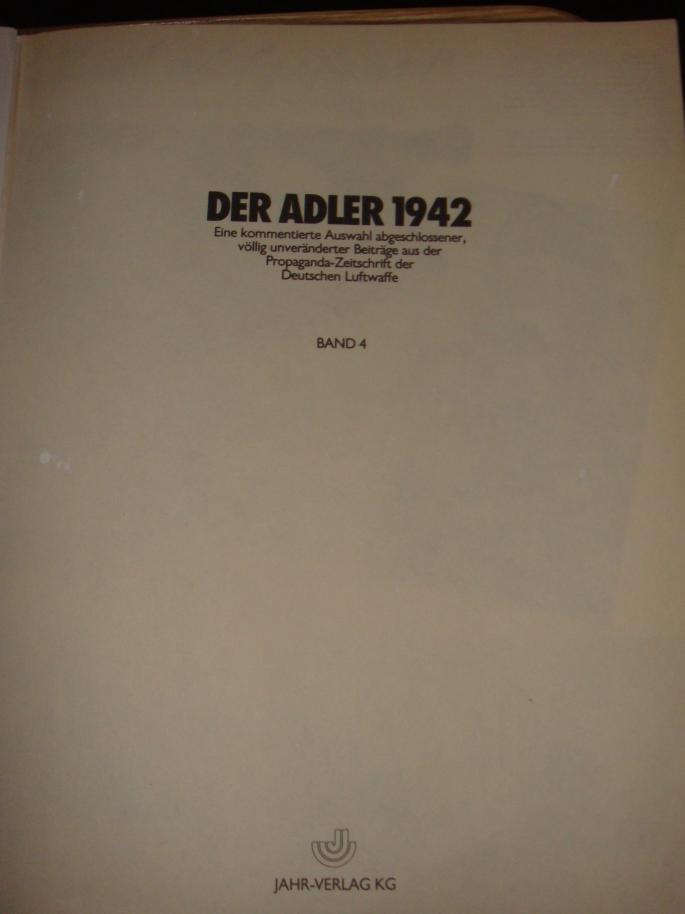 DER ADLER 1942
Eine kommentierte Auswahl abgeschlossener,
völlig unveränderter Beiträge aus der
Propaganda-Zeitschrift der
Deutschen Luftwaffe
BAND 4
JAHR-VERLAG KG